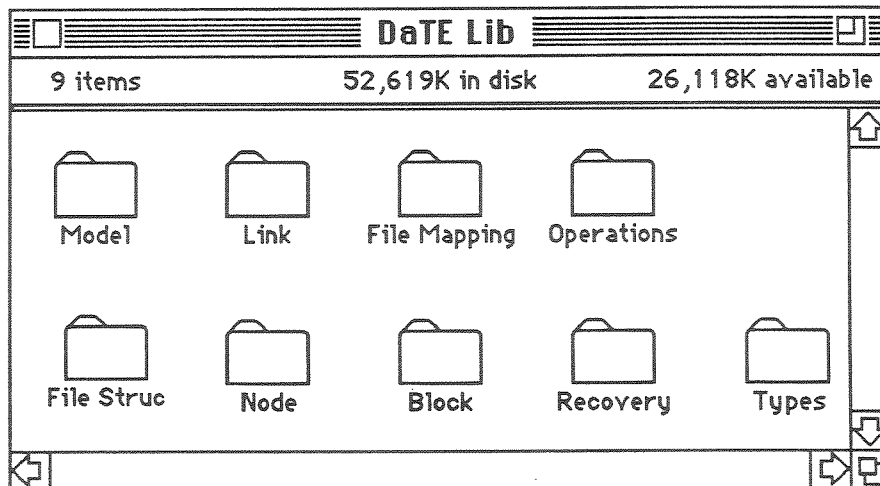 DaTE Lib
9 items 52,619K in disk 26,118K available
Model Link File Mapping Operations
File Struc Node Block Recovery Types